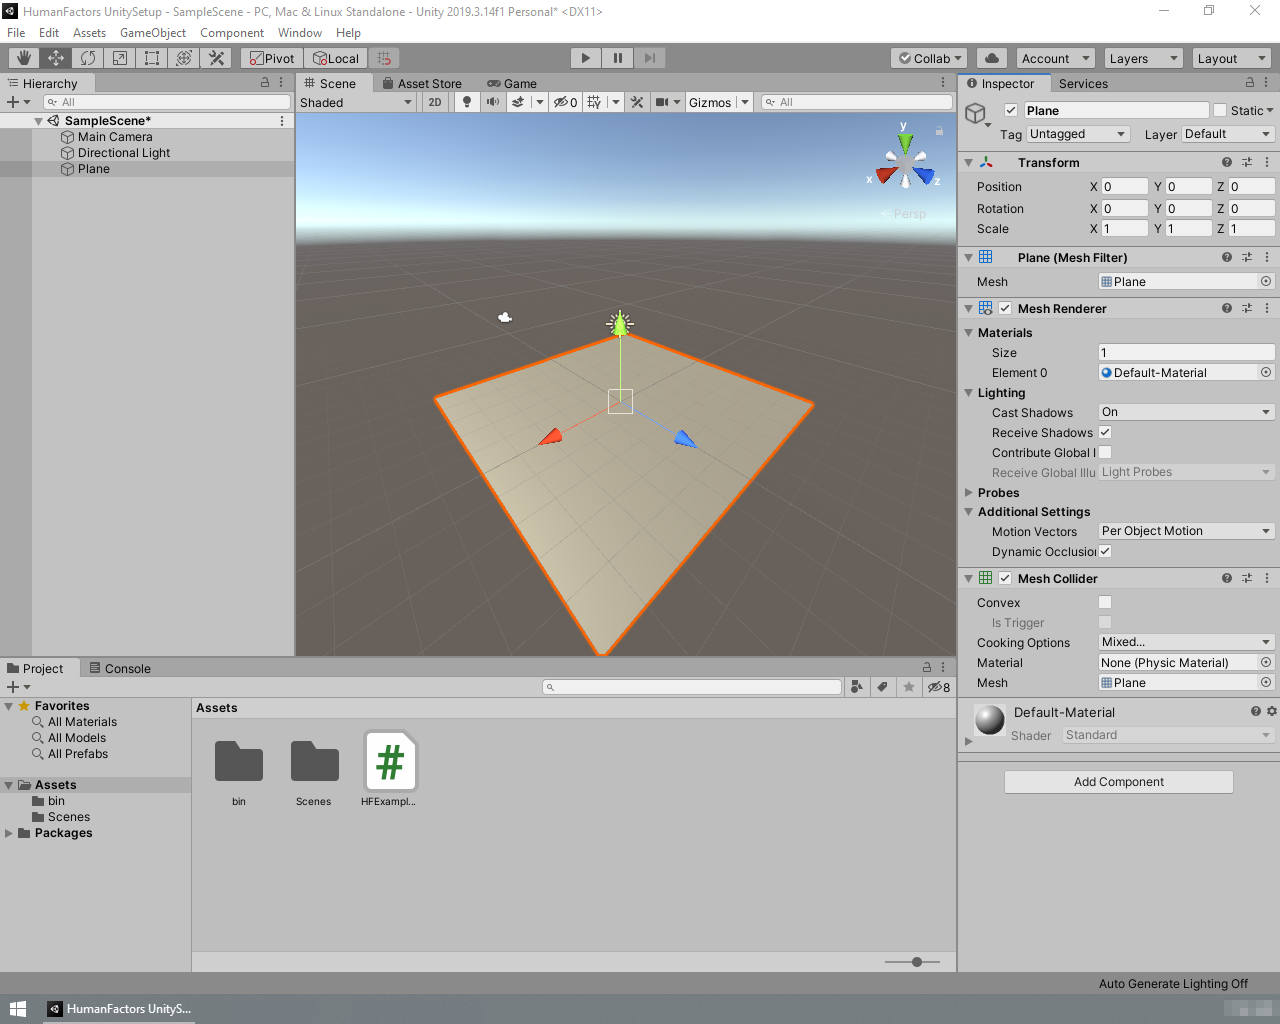 HumanFactors UnitySetup - SampleScene - PC, Mac & Linux Standalone - Unity 2019.3.14f1 Personal* <DX11>
File Edit Assets GameObject Component Window Help
Pivot Local Collab Account Layers Layout
Hierarchy
All
SampleScene*
Main Camera
Directional Light
Plane
Scene Asset Store Game
Shaded 2D 0 Gizmos All
y
x
z
Persp
Inspector Services
Plane Static
Tag Untagged Layer Default
Transform
Position X 0 Y 0 Z 0
Rotation X 0 Y 0 Z 0
Scale X 1 Y 1 Z 1
Plane (Mesh Filter)
Mesh Plane
Mesh Renderer
Materials
Size 1
Element 0 Default-Material
Lighting
Cast Shadows On
Receive Shadows
Contribute Global I
Receive Global Illu Light Probes
Probes
Additional Settings
Motion Vectors Per Object Motion
Dynamic Occlusion
Mesh Collider
Convex
Is Trigger
Cooking Options Mixed...
Material None (Physic Material)
Mesh Plane
Default-Material
Shader Standard
Add Component
Project Console
8
Favorites
All Materials
All Models
All Prefabs
Assets
bin
Scenes
Packages
Assets
#
bin Scenes HFExampl...
Auto Generate Lighting Off
HumanFactors UnityS...